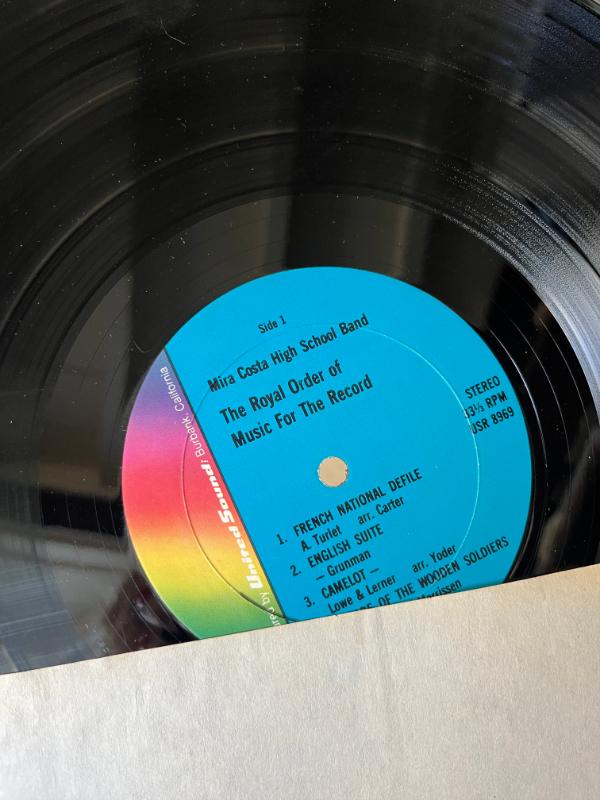 Side 1
Mira Costa High School Band
The Royal Order of
Music For The Record
STEREO
33⅓ RPM
USR 8969
1. FRENCH NATIONAL DEFILE
A. Turlet arr. Carter
2. ENGLISH SUITE
– Grunman
3. CAMELOT –
Lowe & Lerner arr. Yoder
OF THE WOODEN SOLDIERS
by United Sound, Burbank, California